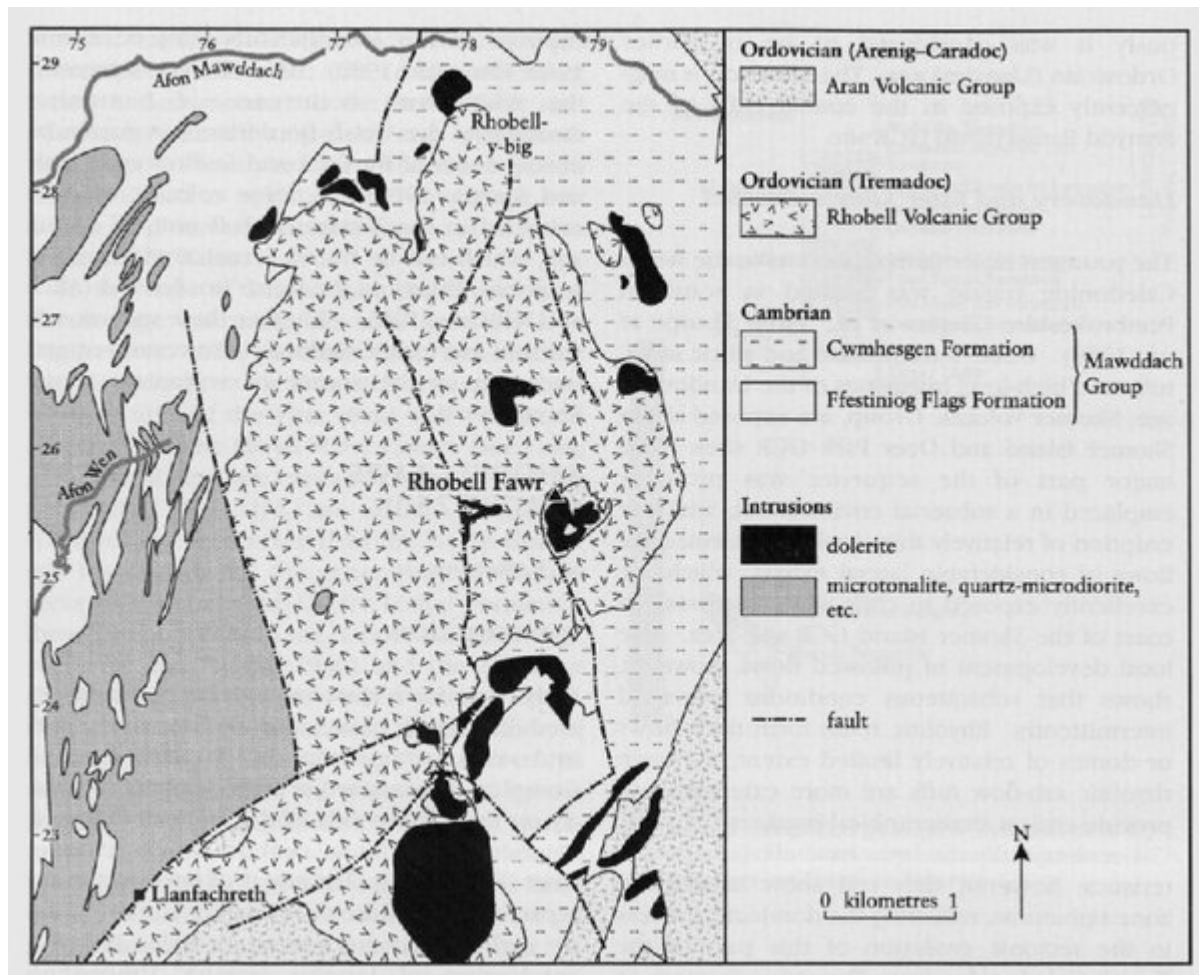 75
76
77
78
79
29
28
27
26
25
24
23
Afon Mawddach
Rhobell-
y-big
Afon Wen
Rhobell Fawr
Llanfachreth
Ordovician (Arenig–Caradoc)
Aran Volcanic Group
Ordovician (Tremadoc)
Rhobell Volcanic Group
Cambrian
Cwmhesgen Formation
Ffestiniog Flags Formation
Mawddach
Group
Intrusions
dolerite
microtonalite, quartz-microdiorite,
etc.
fault
N
0 kilometres 1